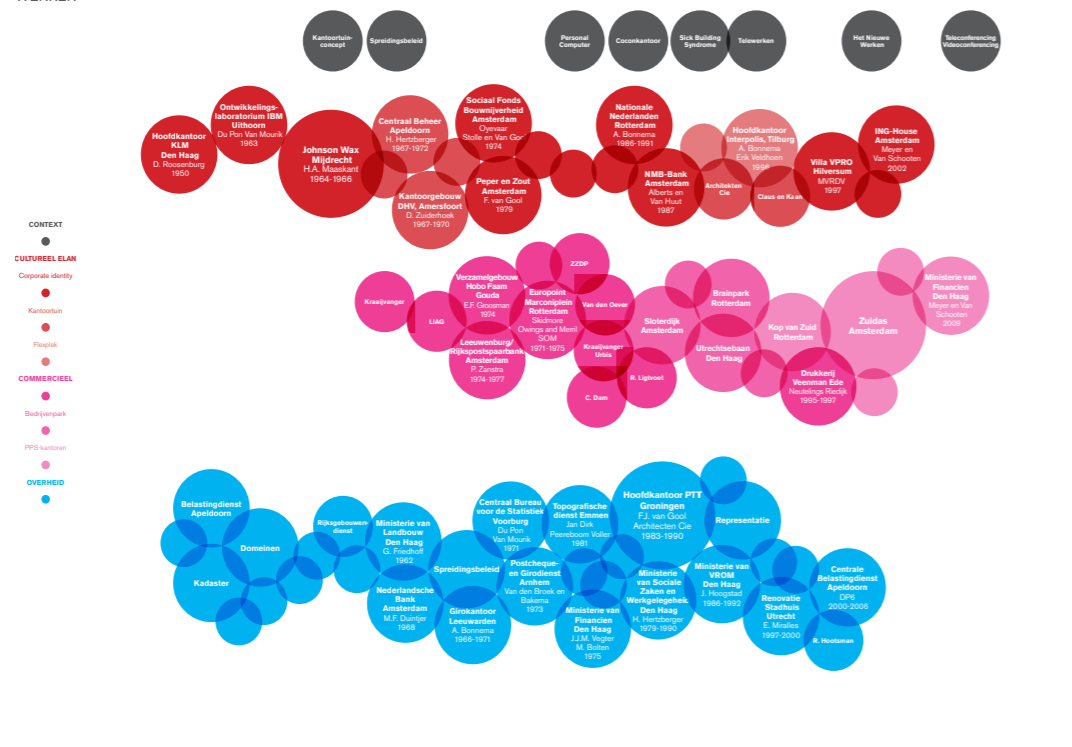 Kantoortuin-
concept
Spreidingsbeleid
Personal
Computer
Coconkantoor
Sick Building
Syndrome
Telewerken
Het Nieuwe
Werken
Teleconferencing
Videoconferencing
Hoofdkantoor
KLM
Den Haag
D. Roosenburg
1950
Ontwikkelings-
laboratorium IBM
Uithoorn
Du Pon Van Mourik
1963
Johnson Wax
Mijdrecht
H.A. Maaskant
1964-1966
Centraal Beheer
Apeldoorn
H. Hertzberger
1967-1972
Kantoorgebouw
DHV, Amersfoort
D. Zuiderhoek
1967-1970
Sociaal Fonds
Bouwnijverheid
Amsterdam
Oyevaar
Stolle en Van Gool
1974
Peper en Zout
Amsterdam
F. van Gool
1979
Nationale
Nederlanden
Rotterdam
A. Bonnema
1986-1991
NMB-Bank
Amsterdam
Alberts en
Van Huut
1987
Hoofdkantoor
Interpolis, Tilburg
A. Bonnema
Erik Veldhoen
1996
Architekten
Cie
Claus en Kaan
Villa VPRO
Hilversum
MVRDV
1997
ING-House
Amsterdam
Meyer en
Van Schooten
2002
CONTEXT
CULTUREEL ELAN
Corporate identity
Kantoortuin
Flexplek
COMMERCIEEL
Bedrijvenpark
PPS-kantoren
OVERHEID
Kraaijvanger
LIAG
Verzamelgebouw
Hobo Faam
Gouda
E.F. Groosman
1974
Leeuwenburg/
Rijkspostspaarbank
Amsterdam
P. Zanstra
1974-1977
Europoint
Marconiplein
Rotterdam
Skidmore
Owings and Merril
SOM
1971-1975
ZZDP
Van den Oever
Kraaijvanger
Urbis
C. Dam
R. Ligtvoet
Sloterdijk
Amsterdam
Brainpark
Rotterdam
Utrechtsebaan
Den Haag
Kop van Zuid
Rotterdam
Drukkerij
Veenman Ede
Neutelings Riedijk
1995-1997
Zuidas
Amsterdam
Ministerie van
Financien
Den Haag
Meyer en Van
Schooten
2009
Belastingdienst
Apeldoorn
Domeinen
Kadaster
Rijksgebouwen-
dienst
Ministerie van
Landbouw
Den Haag
G. Friedhoff
1962
Nederlandsche
Bank
Amsterdam
M.F. Duintjer
1968
Spreidingsbeleid
Girokantoor
Leeuwarden
A. Bonnema
1966-1971
Centraal Bureau
voor de Statistiek
Voorburg
Du Pon
Van Mourik
1971
Postcheque-
en Girodienst
Arnhem
Van den Broek en
Bakema
1973
Topografische
dienst Emmen
Jan Dirk
Peereboom Voller
1981
Ministerie van
Financien
Den Haag
J.J.M. Vegter
M. Bolten
1975
Hoofdkantoor PTT
Groningen
F.J. van Gool
Architecten Cie
1983-1990
Ministerie
van Sociale
Zaken en
Werkgelegeheid
Den Haag
H. Hertzberger
1979-1990
Representatie
Ministerie van
VROM
Den Haag
J. Hoogstad
1986-1992
Renovatie
Stadhuis
Utrecht
E. Miralles
1997-2000
Centrale
Belastingdienst
Apeldoorn
DP6
2000-2006
R. Hootsman